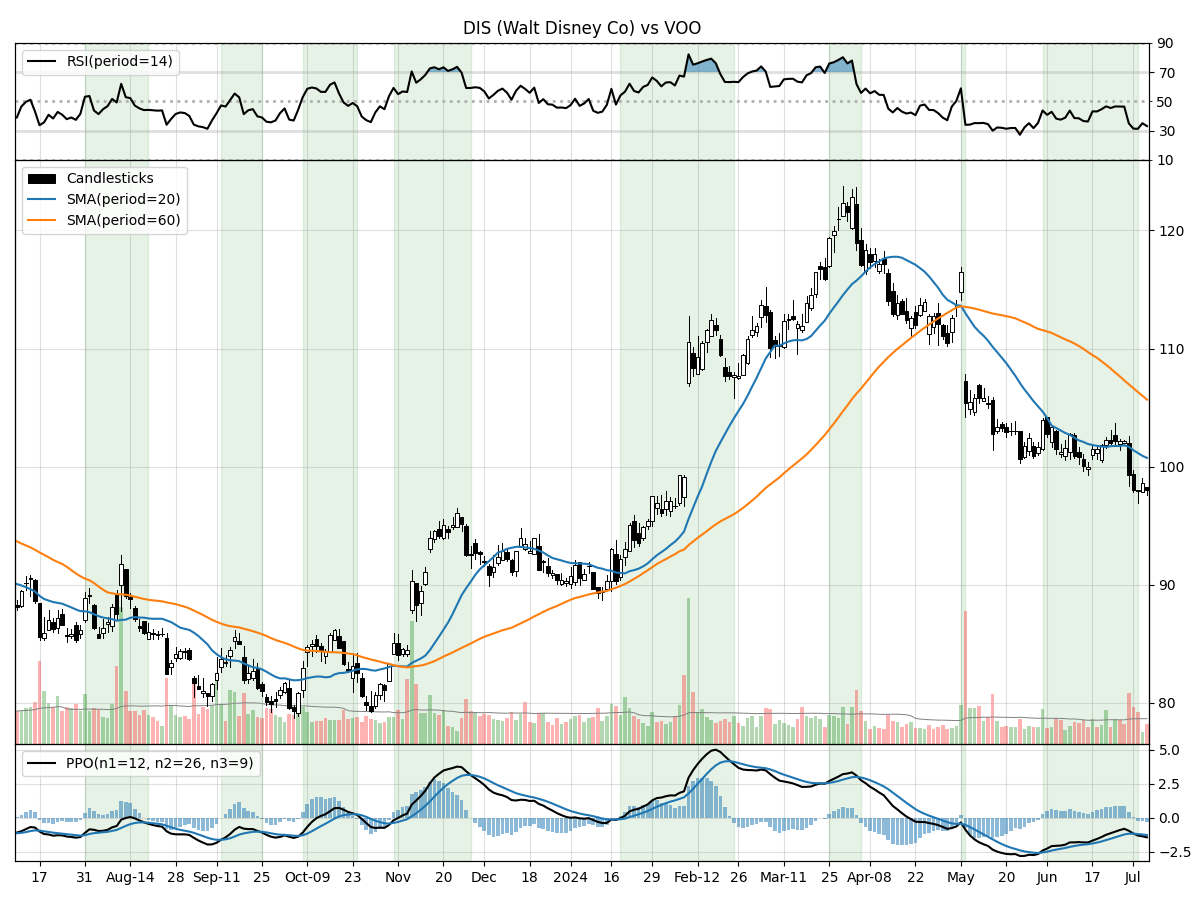 DIS (Walt Disney Co) vs VOO
RSI(period=14)
90
70
50
30
10
Candlesticks
SMA(period=20)
SMA(period=60)
120
110
100
90
80
PPO(n1=12, n2=26, n3=9)
5.0
2.5
0.0
−2.5
17 31 Aug-14 28 Sep-11 25 Oct-09 23 Nov 20 Dec 18 2024 16 29 Feb-12 26 Mar-11 25 Apr-08 22 May 20 Jun 17 Jul